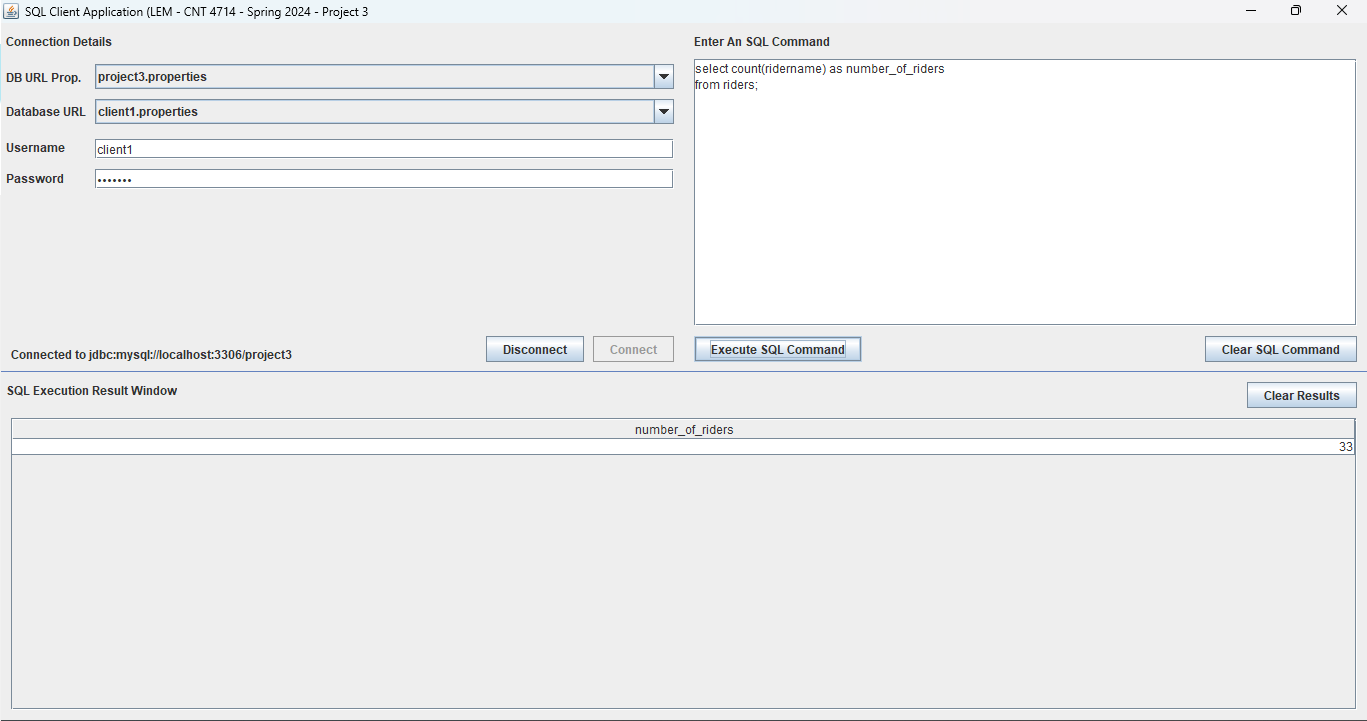 SQL Client Application (LEM - CNT 4714 - Spring 2024 - Project 3
Connection Details
DB URL Prop. project3.properties
Database URL client1.properties
Username client1
Password •••••••
Connected to jdbc:mysql://localhost:3306/project3
Disconnect Connect
Enter An SQL Command
select count(ridername) as number_of_riders
from riders;
Execute SQL Command Clear SQL Command
SQL Execution Result Window
Clear Results
number_of_riders
33